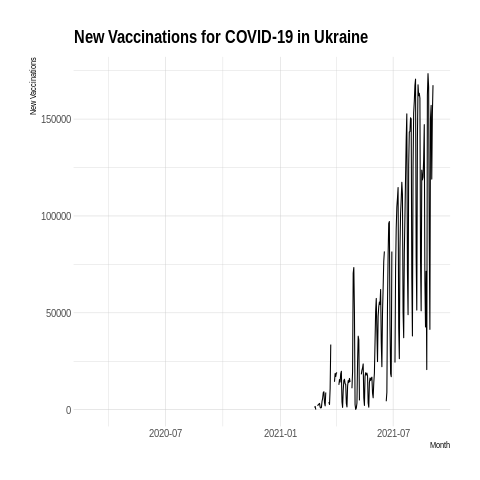 New Vaccinations for COVID-19 in Ukraine
New Vaccinations
150000
100000
50000
0
2020-07
2021-01
2021-07
Month